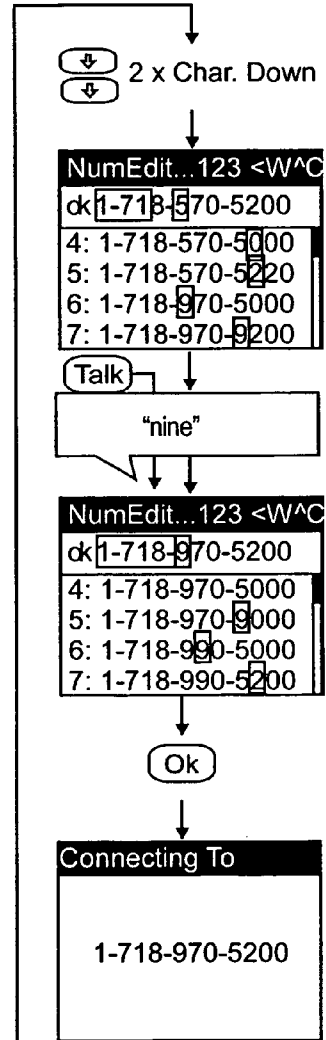 2 x Char. Down
NumEdit...123 <W^C
ok 1-718-570-5200
4: 1-718-570-5000
5: 1-718-570-5220
6: 1-718-970-5000
7: 1-718-970-9200
Talk
“nine”
NumEdit...123 <W^C
ok 1-718-970-5200
4: 1-718-970-5000
5: 1-718-970-9000
6: 1-718-990-5000
7: 1-718-990-5200
Ok
Connecting To
1-718-970-5200